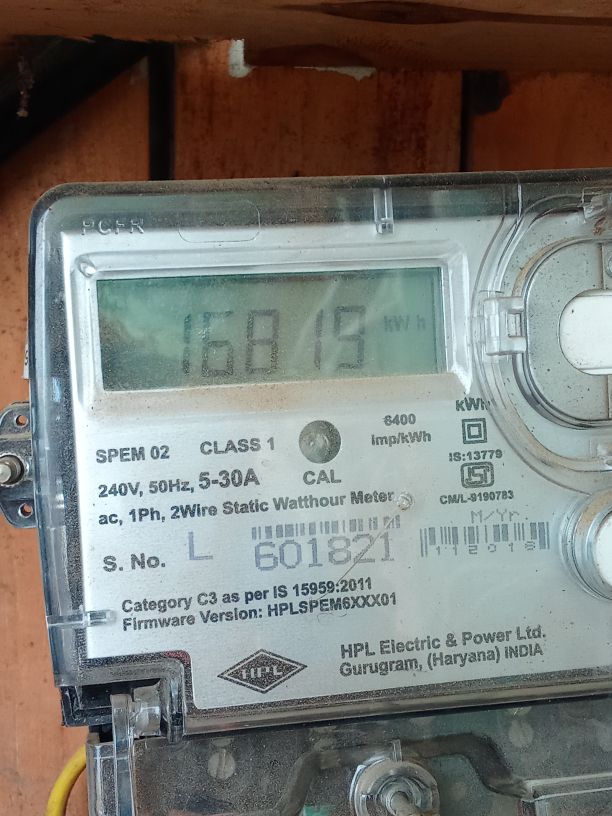 PCFR
16819 kWh
SPEM 02 CLASS 1 CAL 6400 imp/kWh kWh
IS:13779
CM/L-9190783
240V, 50Hz, 5-30A
ac, 1Ph, 2Wire Static Watthour Meter
M/Yr
S. No. L 601821 112018
Category C3 as per IS 15959:2011
Firmware Version: HPLSPEM6XXX01
HPL
HPL Electric & Power Ltd.
Gurugram, (Haryana) INDIA